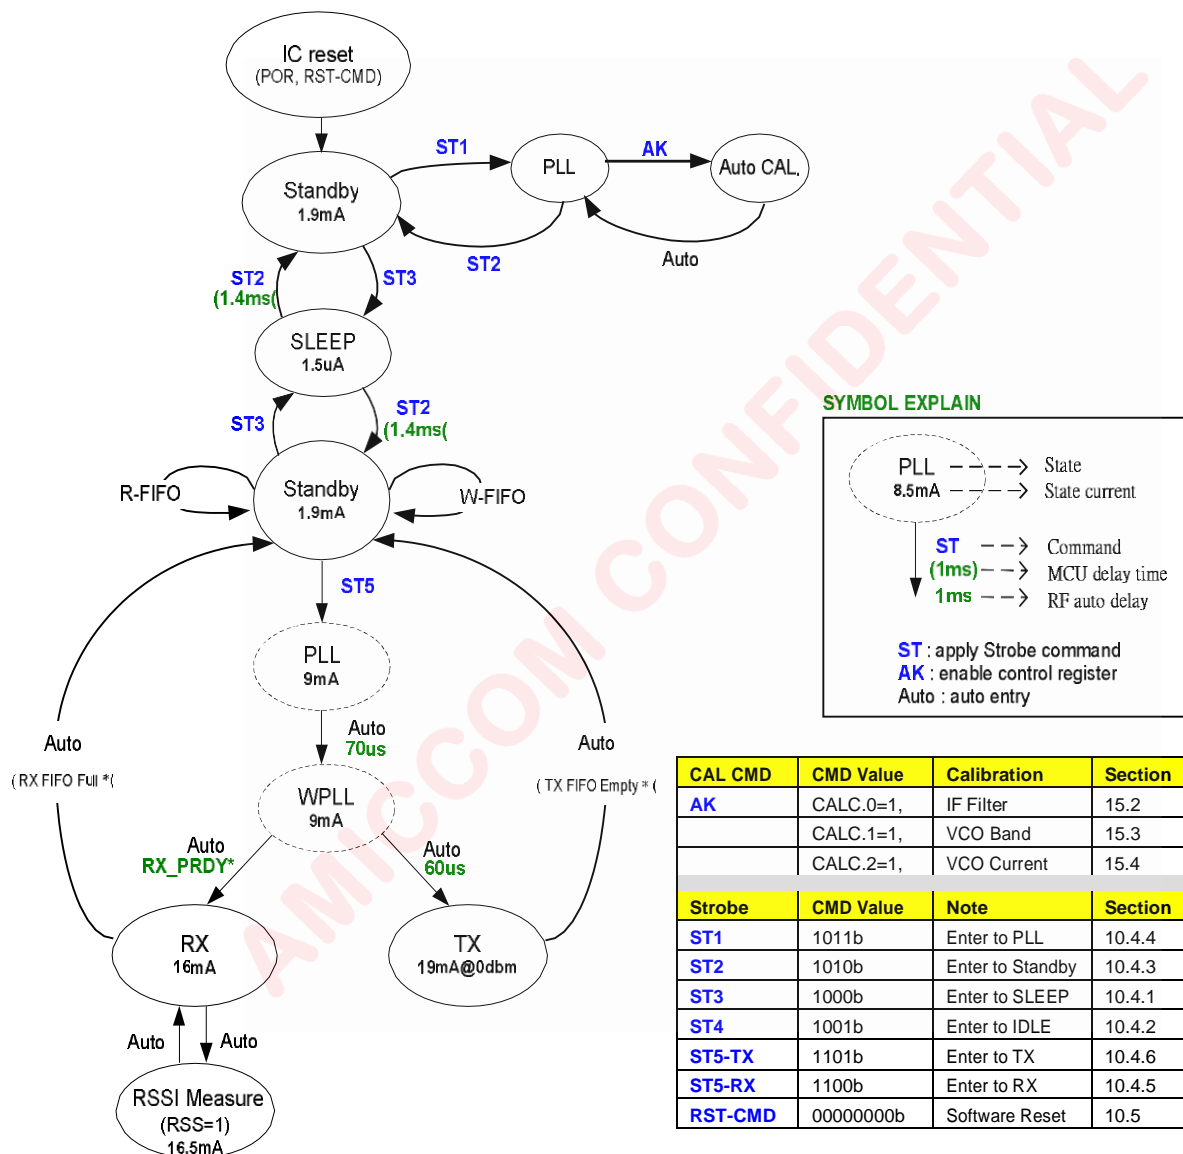 IC reset
(POR, RST-CMD)
ST1
PLL
AK
Auto CAL.
Standby
1.9mA
ST2
Auto
ST2
(1.4ms(
ST3
SLEEP
1.5uA
ST3
ST2
(1.4ms(
R-FIFO
Standby
1.9mA
W-FIFO
ST5
PLL
9mA
Auto
70us
Auto
( RX FIFO Full *(
Auto
( TX FIFO Empty * (
WPLL
9mA
Auto
RX_PRDY*
Auto
60us
RX
16mA
TX
19mA@0dbm
Auto
Auto
RSSI Measure
(RSS=1)
16.5mA
SYMBOL EXPLAIN
PLL
8.5mA
State
State current
ST
(1ms)
1ms
Command
MCU delay time
RF auto delay
ST : apply Strobe command
AK : enable control register
Auto : auto entry
CAL CMD CMD Value Calibration Section
AK CALC.0=1, IF Filter 15.2
CALC.1=1, VCO Band 15.3
CALC.2=1, VCO Current 15.4
Strobe CMD Value Note Section
ST1 1011b Enter to PLL 10.4.4
ST2 1010b Enter to Standby 10.4.3
ST3 1000b Enter to SLEEP 10.4.1
ST4 1001b Enter to IDLE 10.4.2
ST5-TX 1101b Enter to TX 10.4.6
ST5-RX 1100b Enter to RX 10.4.5
RST-CMD 00000000b Software Reset 10.5
AMICCOM CONFIDENTIAL